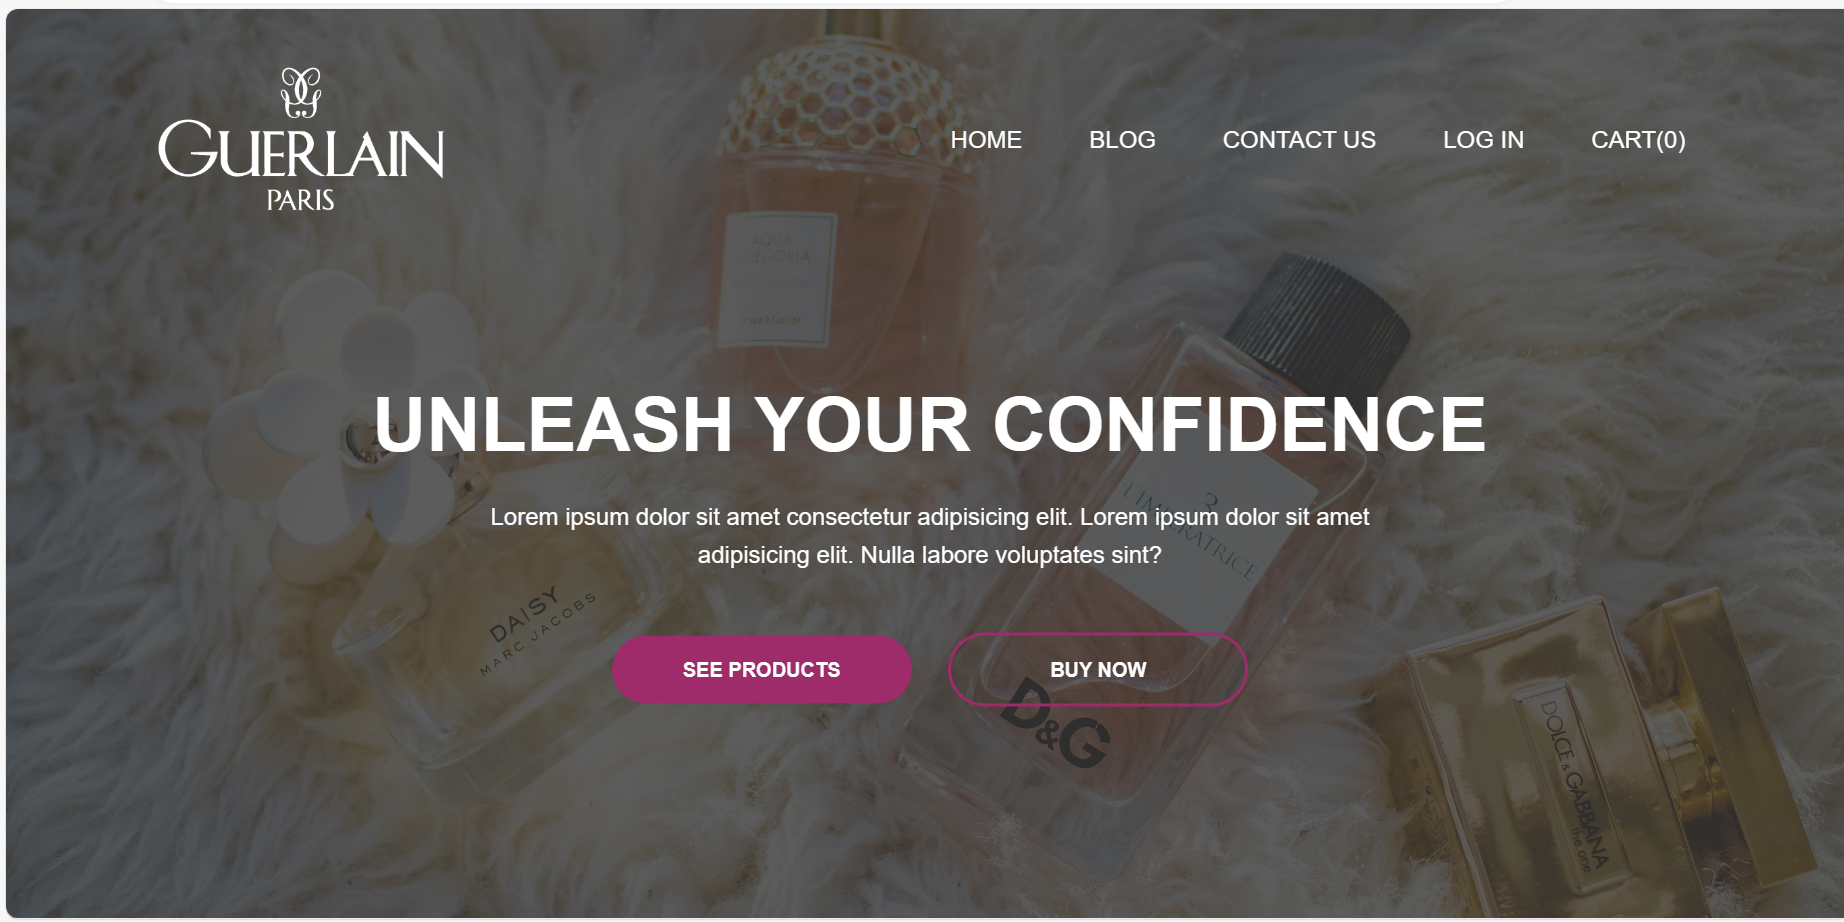 GUERLAIN
PARIS
HOME
BLOG
CONTACT US
LOG IN
CART(0)
AQUA
ALLEGORIA
Guerlain
UNLEASH YOUR CONFIDENCE
3
L'IMPÉRATRICE
Lorem ipsum dolor sit amet consectetur adipisicing elit. Lorem ipsum dolor sit amet
adipisicing elit. Nulla labore voluptates sint?
DAISY
MARC JACOBS
SEE PRODUCTS
BUY NOW
D&G
DOLCE & GABBANA
the one